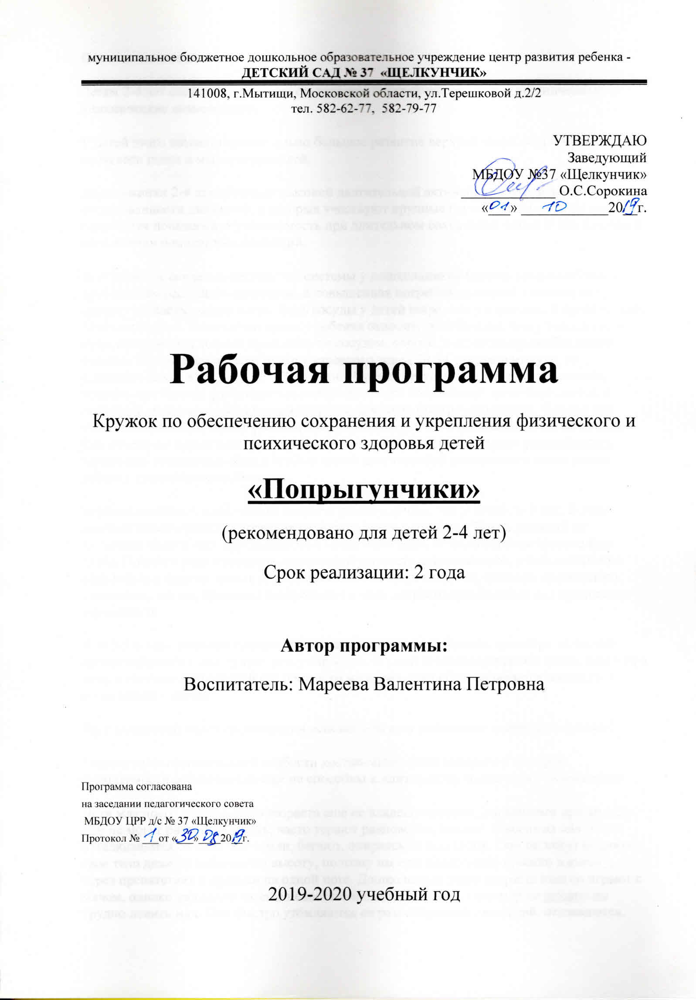 муниципальное бюджетное дошкольное образовательное учреждение центр развития ребенка -
ДЕТСКИЙ САД № 37 «ЩЕЛКУНЧИК»
141008, г.Мытищи, Московской области, ул.Терешковой д.2/2
тел. 582-62-77, 582-79-77
УТВЕРЖДАЮ
Заведующий
МБДОУ №37 «Щелкунчик»
_____________ О.С.Сорокина
«01» 10 2019г.
Рабочая программа
Кружок по обеспечению сохранения и укрепления физического и
психического здоровья детей
«Попрыгунчики»
(рекомендовано для детей 2-4 лет)
Срок реализации: 2 года
Автор программы:
Воспитатель: Мареева Валентина Петровна
Программа согласована
на заседании педагогического совета
МБДОУ ЦРР д/с № 37 «Щелкунчик»
Протокол № 1 от «30» 08 2019г.
2019-2020 учебный год